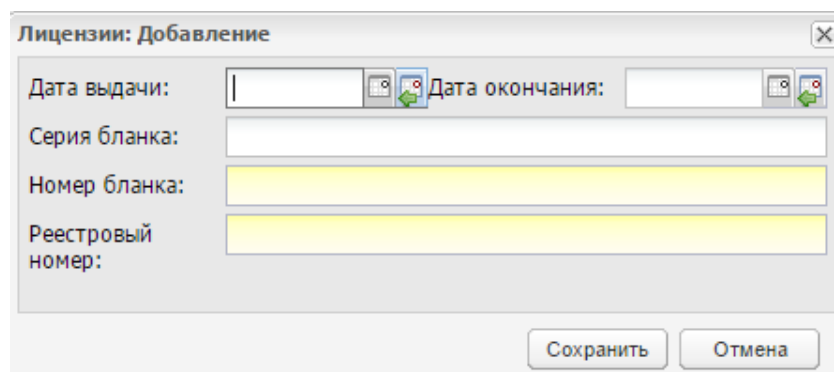 Лицензии: Добавление
Дата выдачи: Дата окончания:
Серия бланка:
Номер бланка:
Реестровый
номер:
Сохранить Отмена